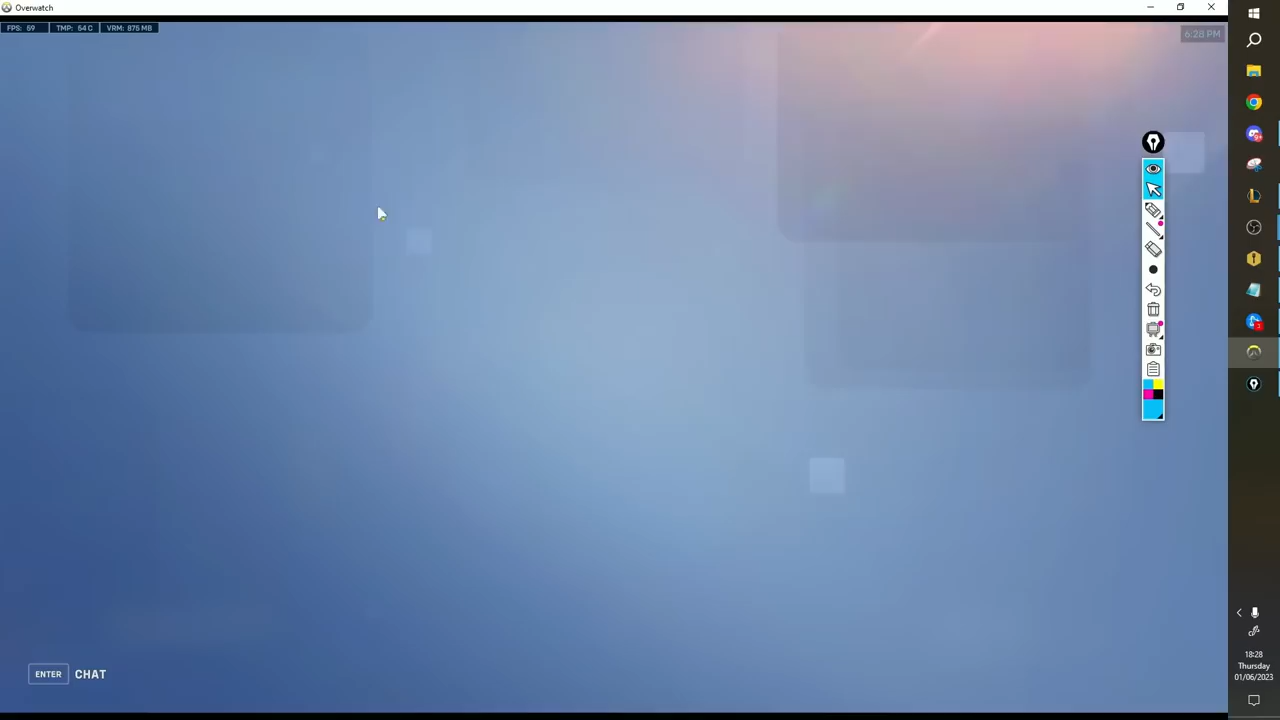 Overwatch
FPS: 59 TMP: 54 C VRM: 875 MB
6:28 PM
ENTER CHAT
18:28
Thursday
01/06/2023